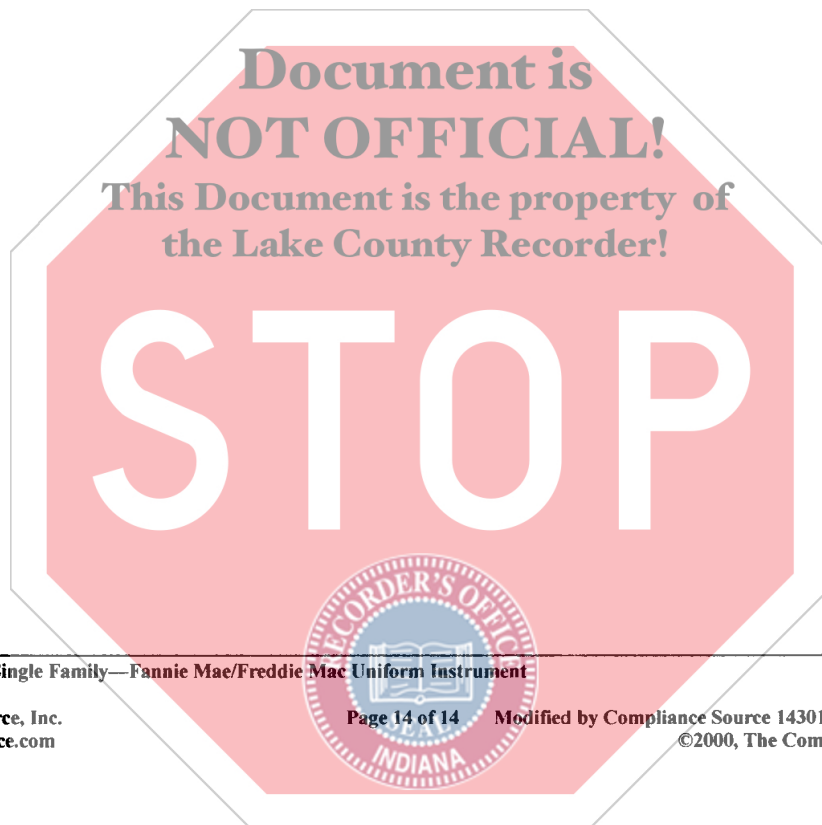 Document is
NOT OFFICIAL!
This Document is the property of
the Lake County Recorder!
STOP
RECORDER'S OFFICE
ingle Family—Fannie Mae/Freddie Mac Uniform Instrument
rce, Inc. Page 14 of 14 Modified by Compliance Source 14301
ce.com ©2000, The Com
SEAL
INDIANA